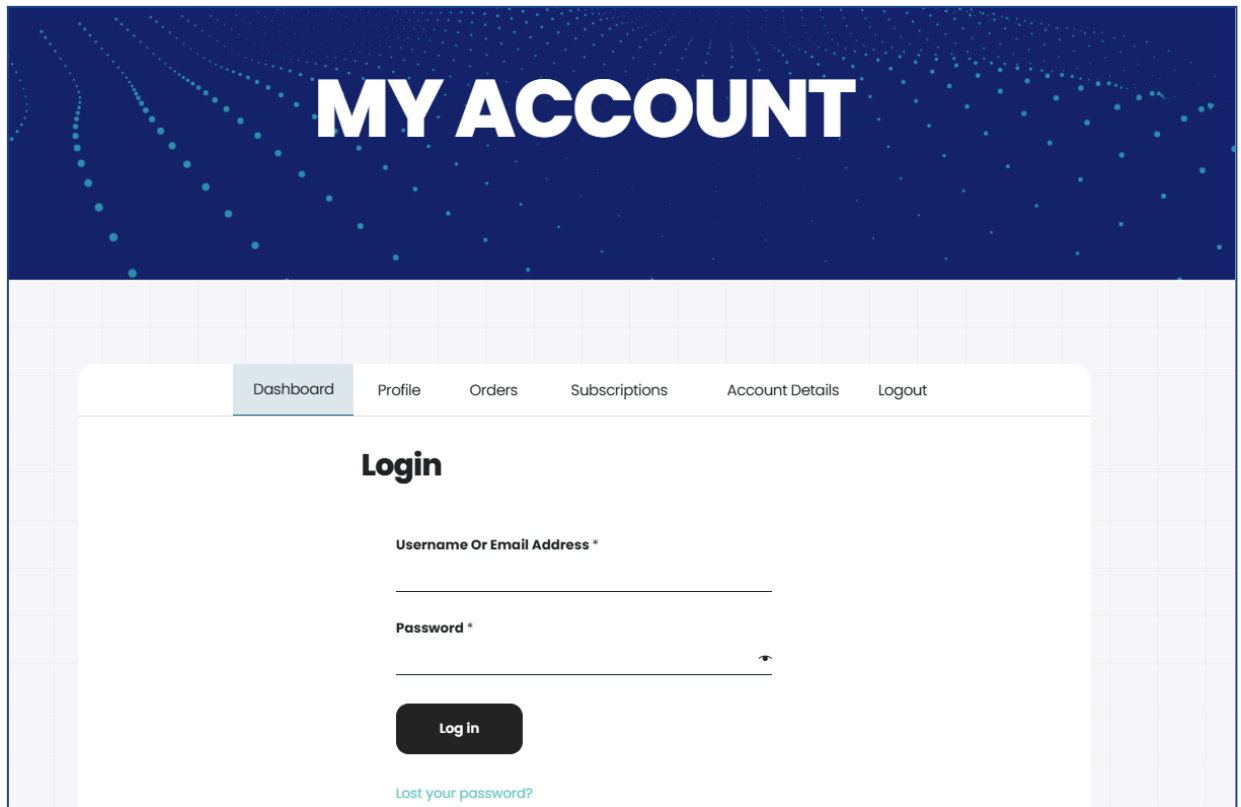 MY ACCOUNT
Dashboard Profile Orders Subscriptions Account Details Logout
Login
Username Or Email Address *
Password *
Log in
Lost your password?